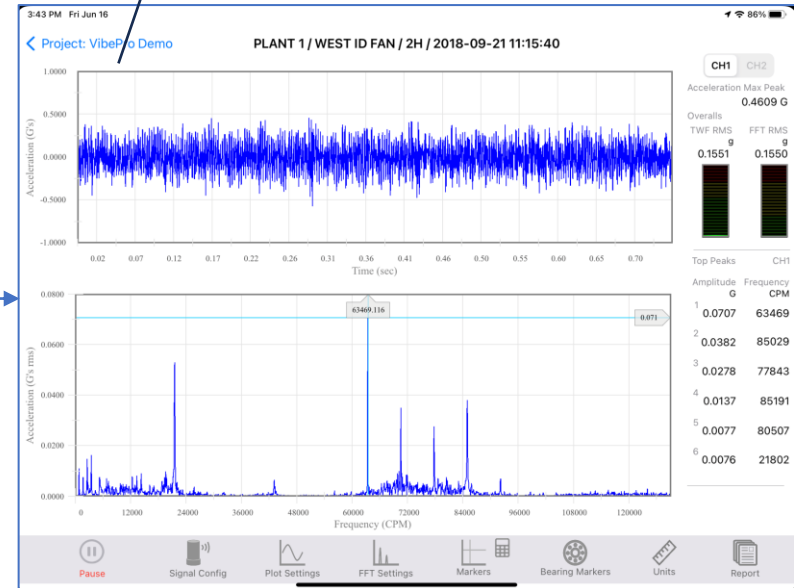 3:43 PM Fri Jun 16
86%
Project: VibePro Demo
PLANT 1 / WEST ID FAN / 2H / 2018-09-21 11:15:40
CH1 CH2
Acceleration Max Peak
0.4609 G
Overalls
TWF RMS FFT RMS
g g
0.1551 0.1550
1.0000
0.5000
0.0000
-0.5000
-1.0000
Acceleration (G's)
0.02 0.07 0.12 0.17 0.22 0.26 0.31 0.36 0.41 0.46 0.50 0.55 0.60 0.65 0.70
Time (sec)
Top Peaks CH1
Amplitude Frequency
G CPM
1 0.0707 63469
2 0.0382 85029
3 0.0278 77843
4 0.0137 85191
5 0.0077 80507
6 0.0076 21802
0.0800
0.0600
0.0400
0.0200
0.0000
Acceleration (G's rms)
63469.116
0.071
0 12000 24000 36000 48000 60000 72000 84000 96000 108000 120000
Frequency (CPM)
Pause
Signal Config
Plot Settings
FFT Settings
Markers
Bearing Markers
Units
Report